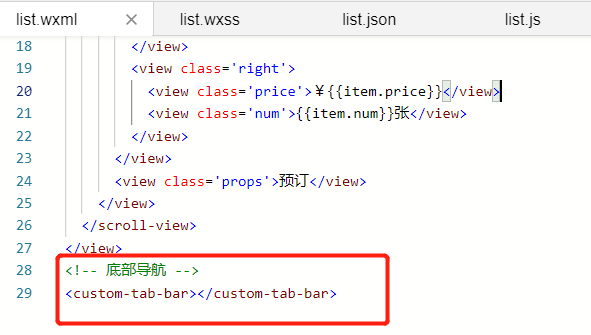 list.wxml × list.wxss list.json list.js
18 </view>
19 <view class='right'>
20 <view class='price'>￥{{item.price}}</view>
21 <view class='num'>{{item.num}}张</view>
22 </view>
23 </view>
24 <view class='props'>预订</view>
25 </view>
26 </scroll-view>
27 </view>
28 <!-- 底部导航 -->
29 <custom-tab-bar></custom-tab-bar>